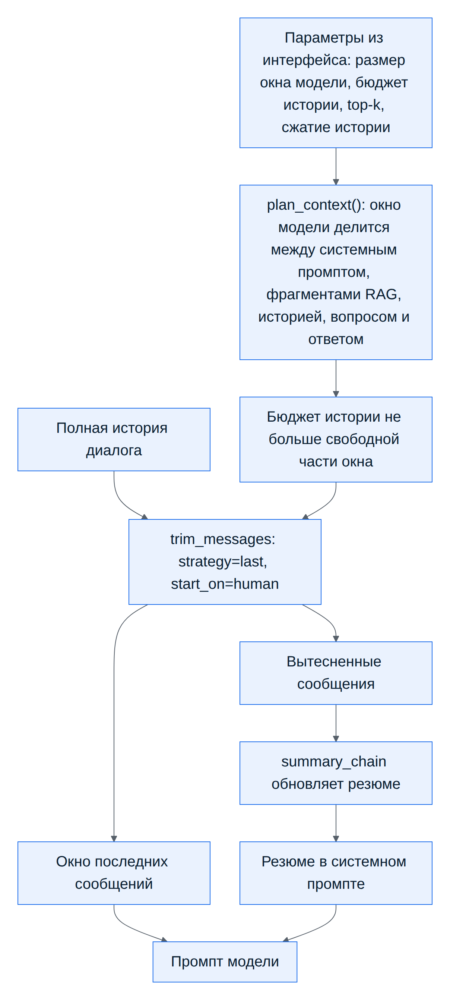 Параметры из
интерфейса: размер
окна модели, бюджет
истории, top-k,
сжатие истории
plan_context(): окно
модели делится
между системным
промптом,
фрагментами RAG,
историей, вопросом и
ответом
Полная история
диалога
Бюджет истории не
больше свободной
части окна
trim_messages:
strategy=last,
start_on=human
Вытесненные
сообщения
summary_chain
обновляет резюме
Окно последних
сообщений
Резюме в системном
промпте
Промпт модели